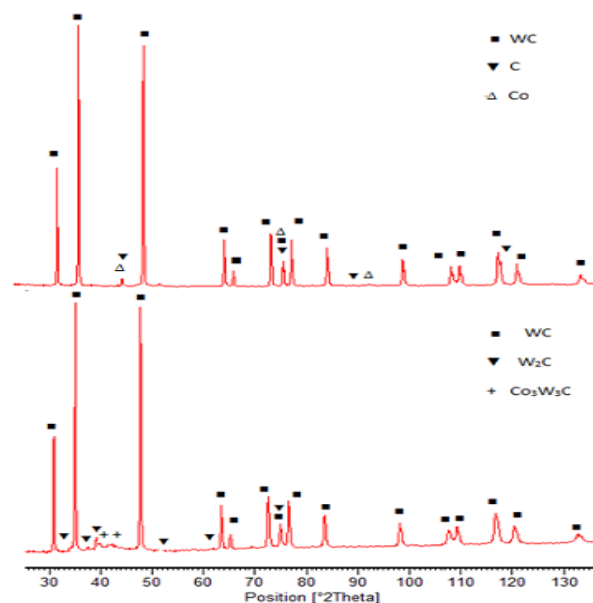 ■ WC
▼ C
△ Co
■ WC
▼ W₂C
+ Co₃W₃C
30 40 50 60 70 80 90 100 110 120 130
Position [°2Theta]